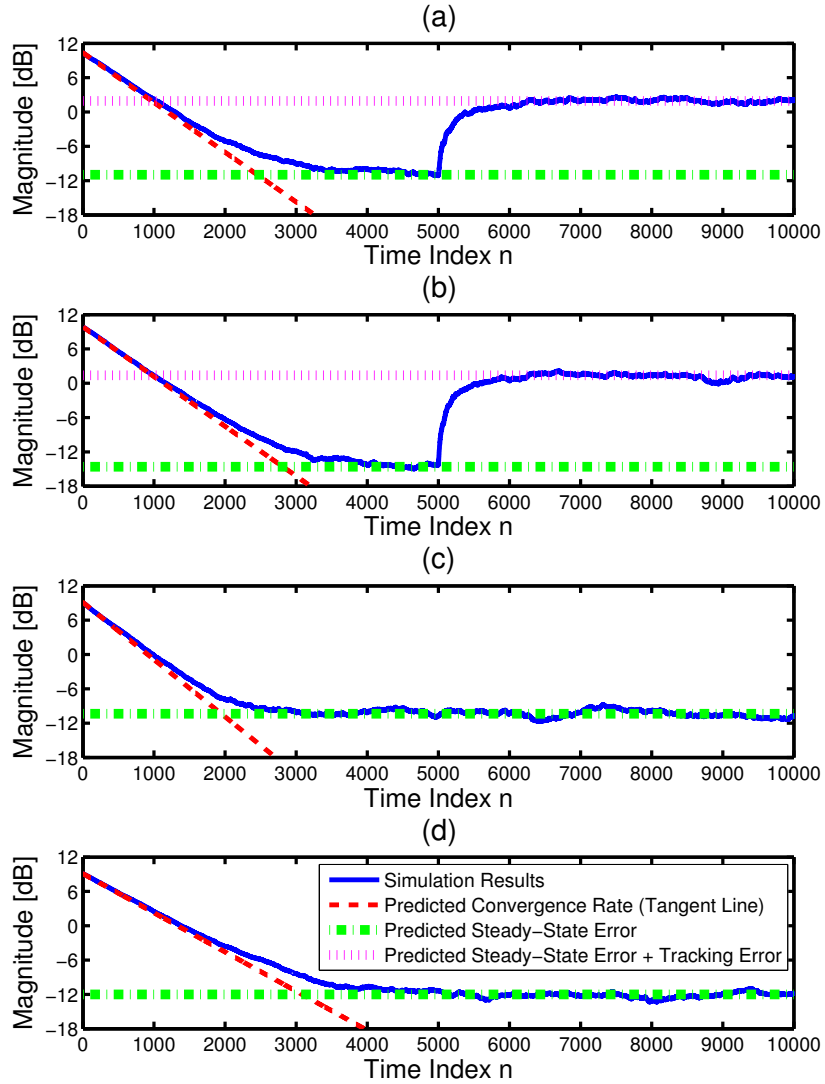 (a)
Magnitude [dB]
12
6
0
−6
−12
−18
0 1000 2000 3000 4000 5000 6000 7000 8000 9000 10000
Time Index n
(b)
Magnitude [dB]
12
6
0
−6
−12
−18
0 1000 2000 3000 4000 5000 6000 7000 8000 9000 10000
Time Index n
(c)
Magnitude [dB]
12
6
0
−6
−12
−18
0 1000 2000 3000 4000 5000 6000 7000 8000 9000 10000
Time Index n
(d)
Magnitude [dB]
12
6
0
−6
−12
−18
Simulation Results
Predicted Convergence Rate (Tangent Line)
Predicted Steady−State Error
Predicted Steady−State Error + Tracking Error
0 1000 2000 3000 4000 5000 6000 7000 8000 9000 10000
Time Index n